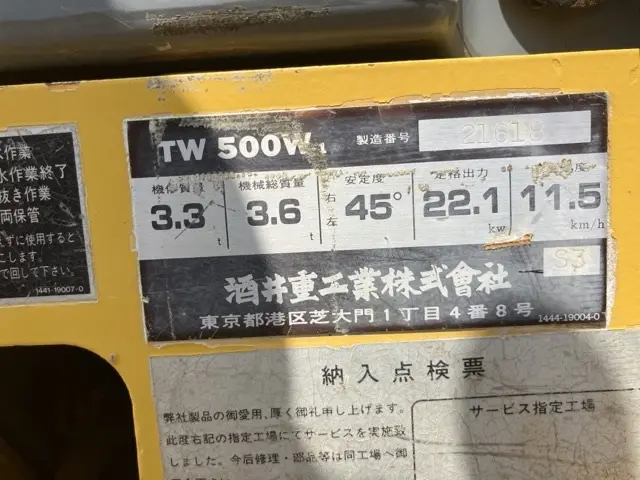 作業
水作業終了
抜き作業
両保管
えずに使用すると
こします。
で回して下さい。
1441-19007-0
TW 500W-1 製造番号 21618
機体質量 機械総質量 安定度 定格出力 度
3.3 t 3.6 t 右左 45° 22.1 kw 11.5 km/h
S3
酒井重工業株式會社
東京都港区芝大門1丁目4番8号 1444-19004-0
納入点検票
弊社製品の御愛用、厚く御礼申し上げます。
此度右記の指定工場にてサービスを実施致
しました。今后修理・部品等は同工場へ御
サービス指定工場